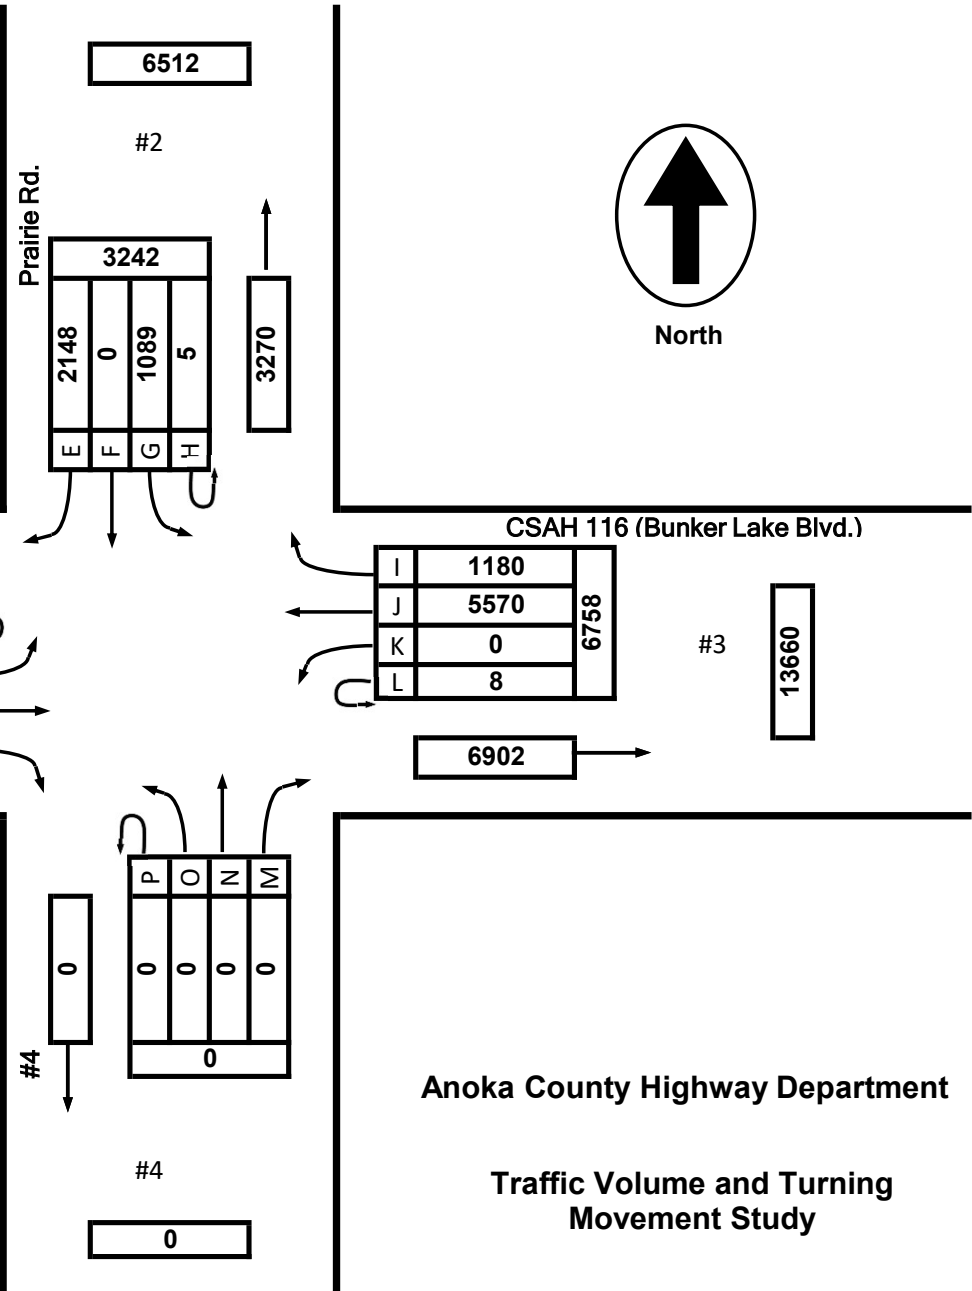 6512
#2
Prairie Rd.
3242
2148
0
1089
5
3270
E
F
G
H
North
CSAH 116 (Bunker Lake Blvd.)
I
1180
J
5570
K
0
L
8
6758
#3
13660
6902
P
O
N
M
0
0
0
0
0
0
#4
#4
0
Anoka County Highway Department
Traffic Volume and Turning
Movement Study